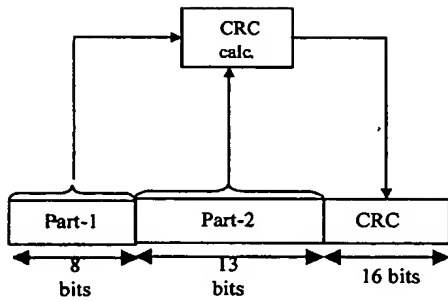 CRC
calc.
Part-1
Part-2
CRC
8
bits
13
bits
16 bits